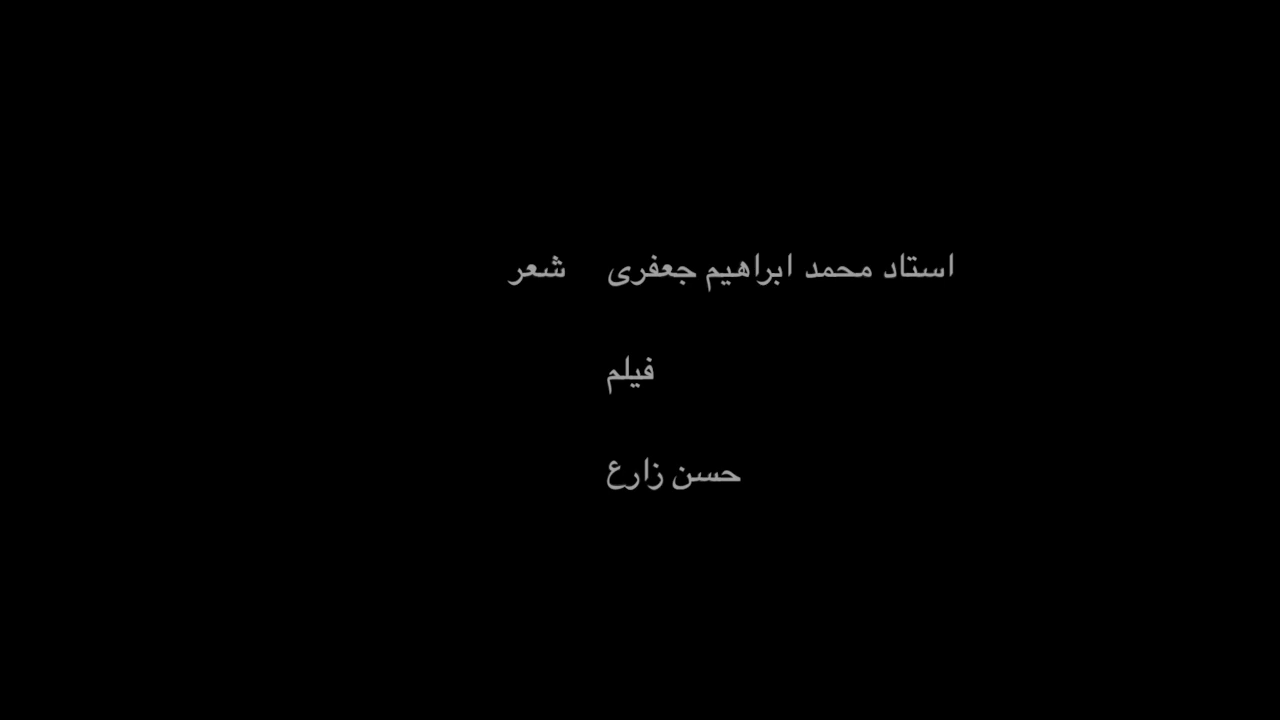 استاد محمد ابراهیم جعفری شعر
فیلم
حسن زارع